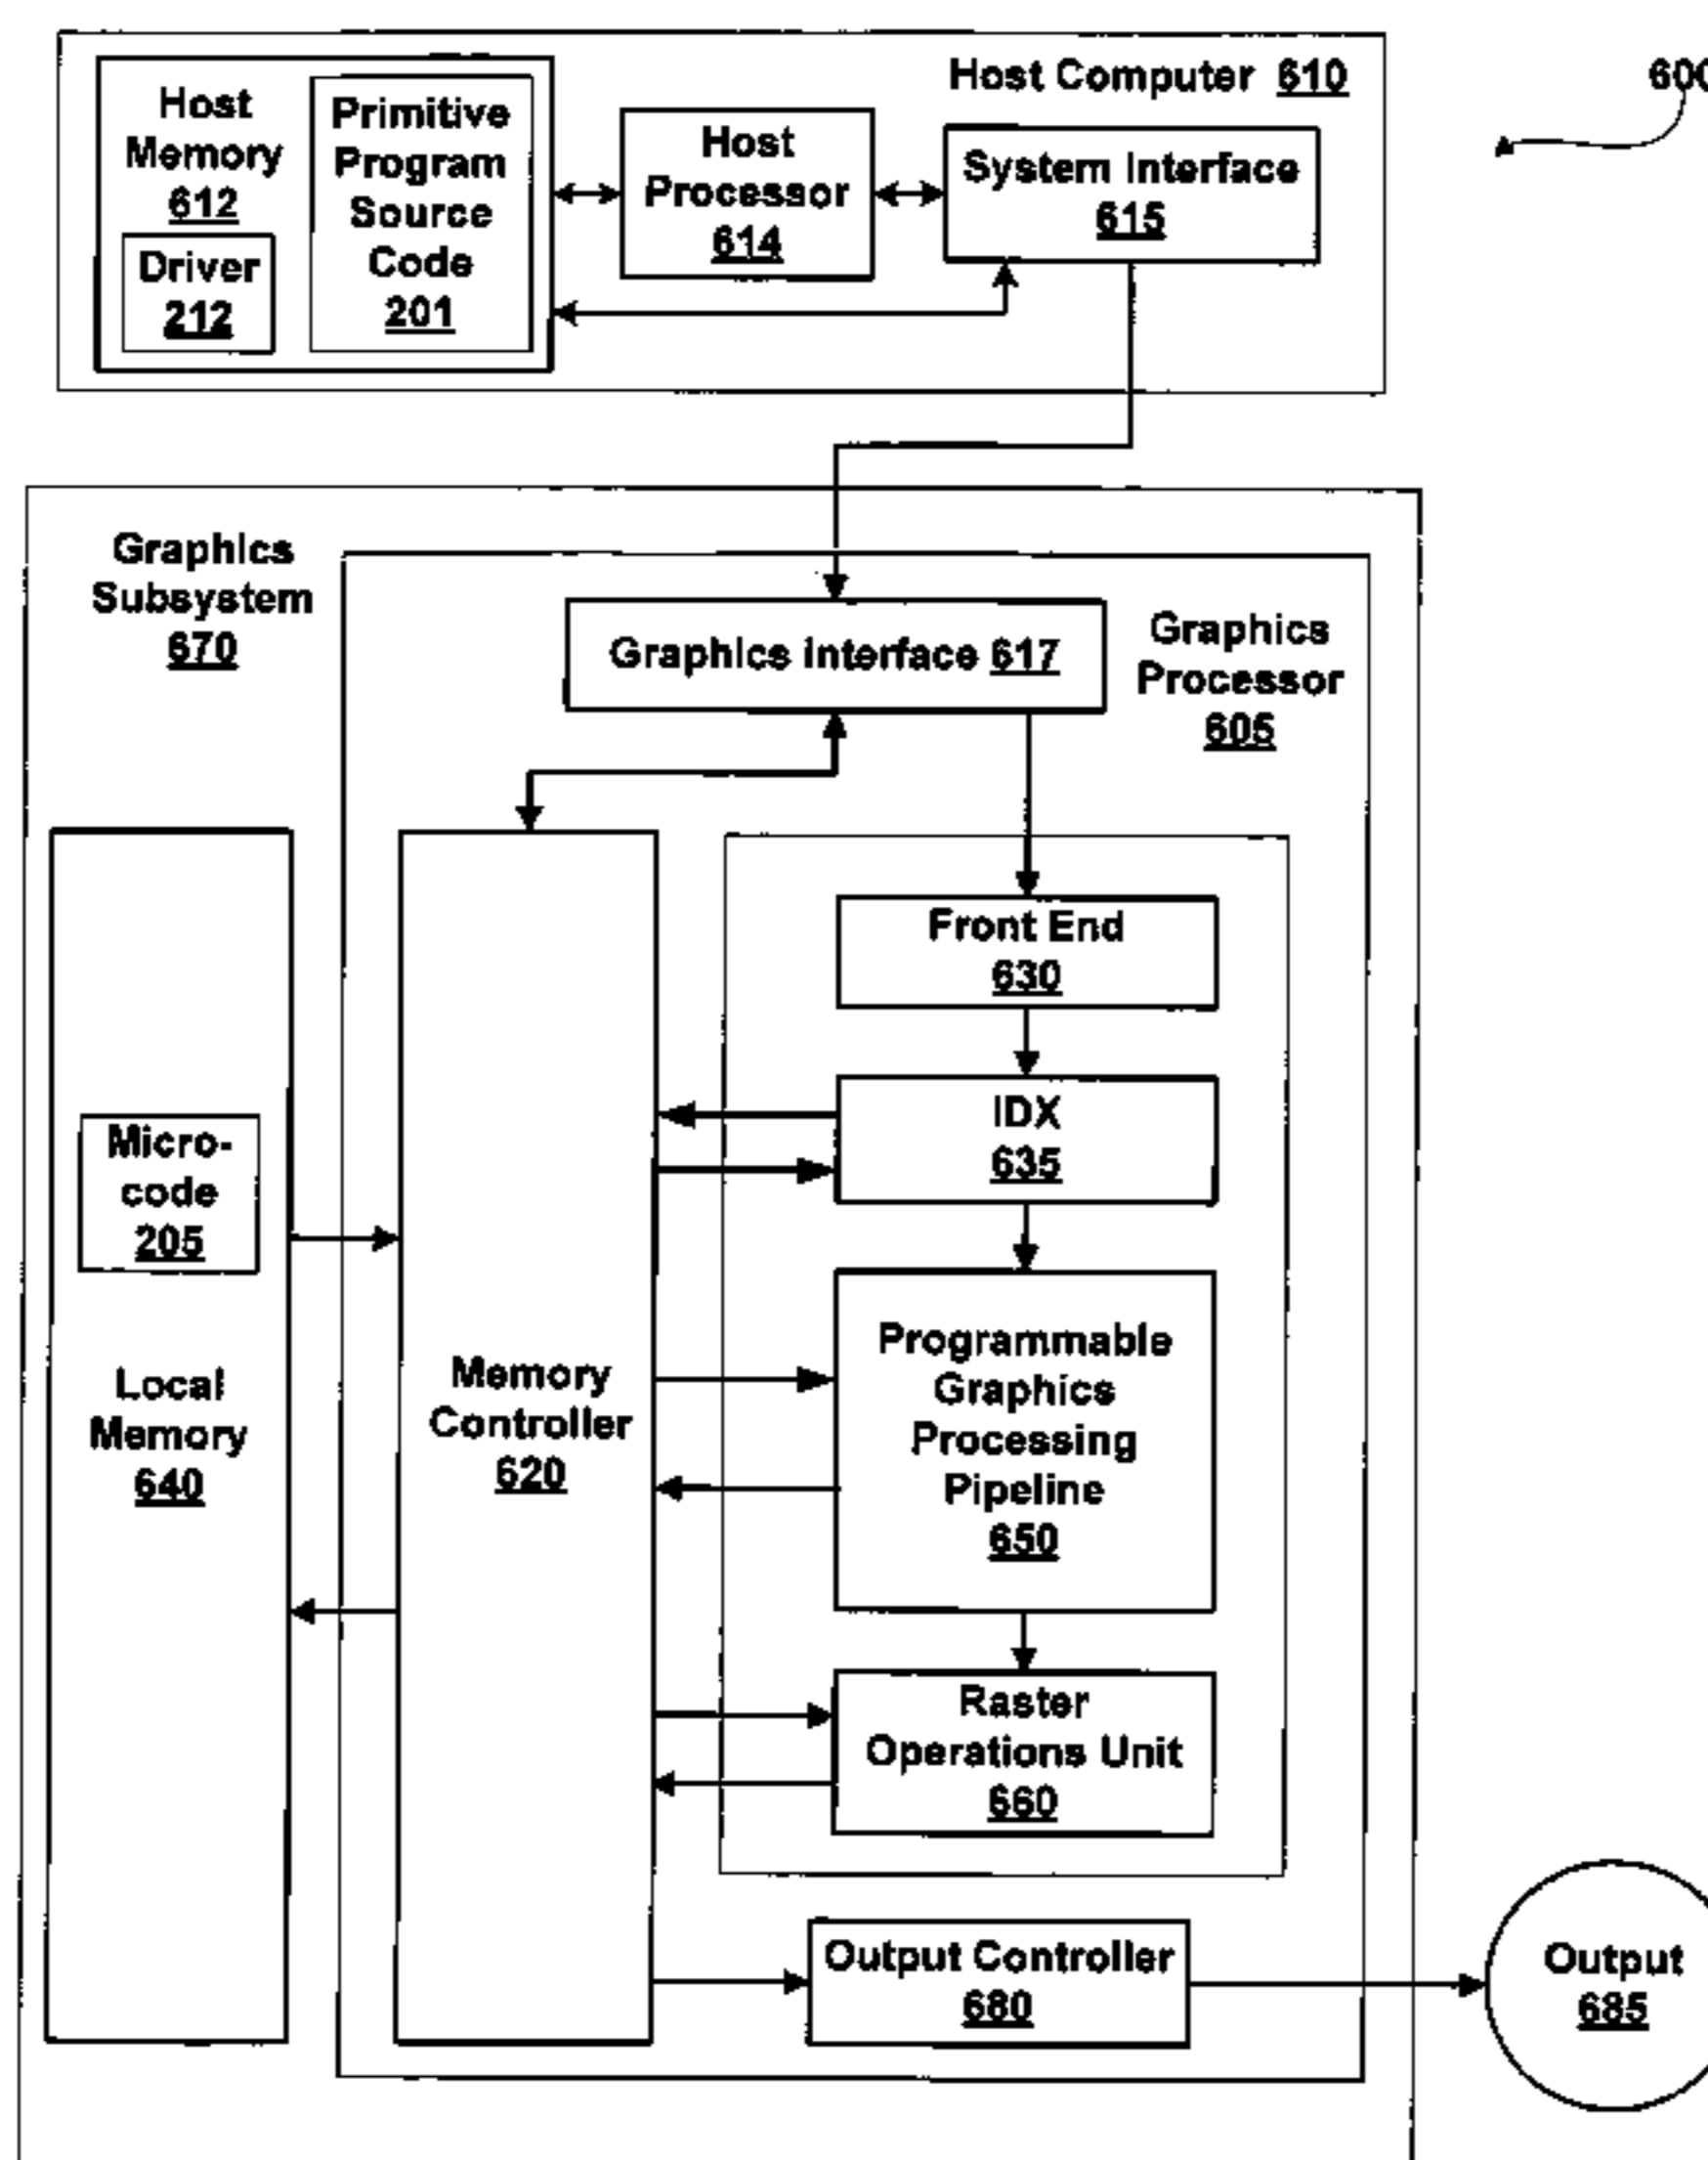 Host Computer 610
600
Host
Memory
612
Driver
212
Primitive
Program
Source
Code
201
Host
Processor
614
System Interface
615
Graphics
Subsystem
670
Graphics Interface 617
Graphics
Processor
605
Front End
630
IDX
635
Micro-
code
205
Local
Memory
640
Memory
Controller
620
Programmable
Graphics
Processing
Pipeline
650
Raster
Operations Unit
660
Output Controller
680
Output
685